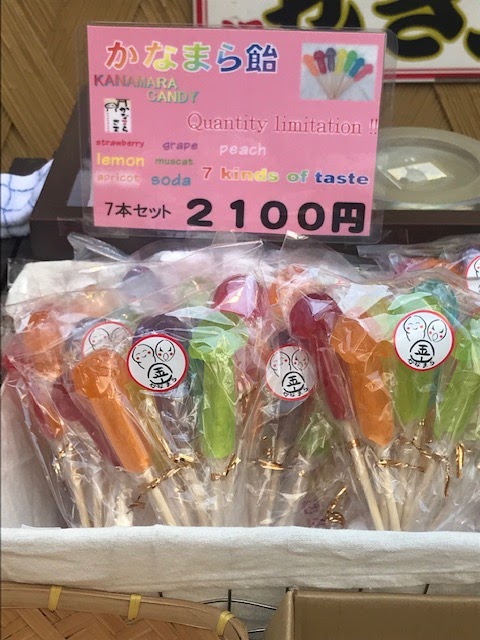 かなまら飴
KANAMARA
CANDY
Quantity limitation !!
strawberry grape peach
lemon muscat
apricot soda 7 kinds of taste
7本セット 2100円